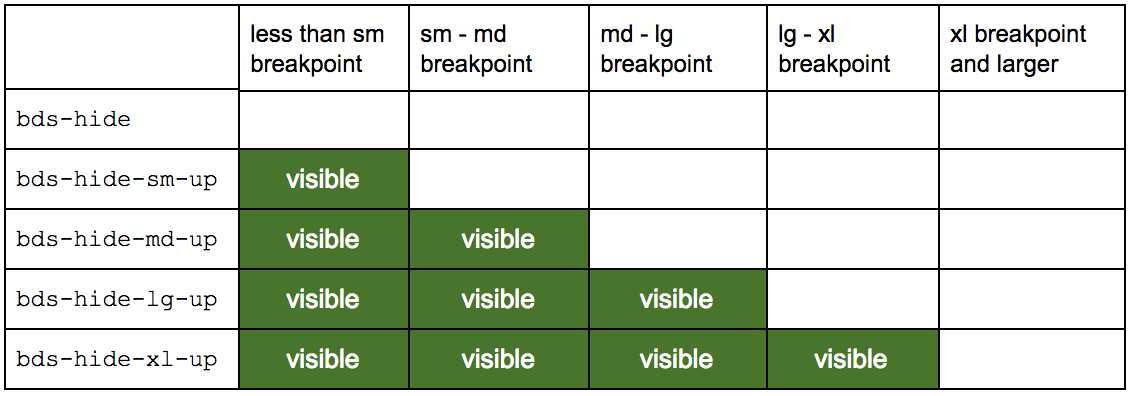 less than sm breakpoint
sm - md breakpoint
md - lg breakpoint
lg - xl breakpoint
xl breakpoint and larger
bds-hide
bds-hide-sm-up visible
bds-hide-md-up visible visible
bds-hide-lg-up visible visible visible
bds-hide-xl-up visible visible visible visible